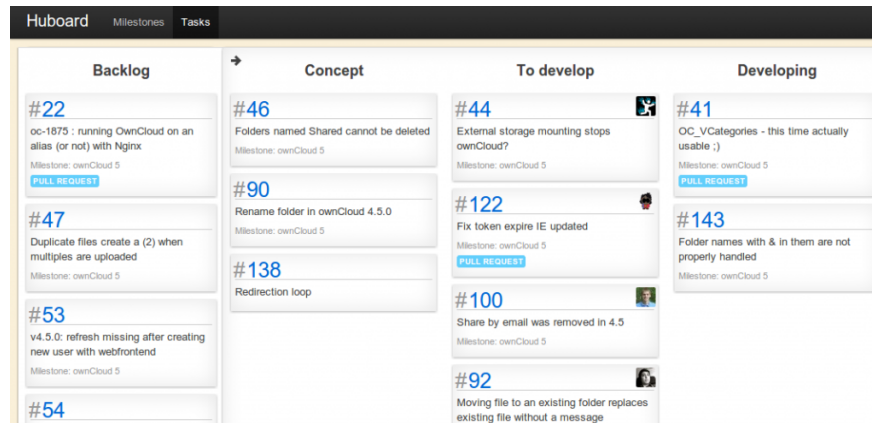 Huboard Milestones Tasks
Backlog
#22
oc-1875 : running OwnCloud on an
alias (or not) with Nginx
Milestone: ownCloud 5
PULL REQUEST
#47
Duplicate files create a (2) when
multiples are uploaded
Milestone: ownCloud 5
#53
v4.5.0: refresh missing after creating
new user with webfrontend
Milestone: ownCloud 5
#54
Concept
#46
Folders named Shared cannot be deleted
Milestone: ownCloud 5
#90
Rename folder in ownCloud 4.5.0
Milestone: ownCloud 5
#138
Redirection loop
To develop
#44
External storage mounting stops
ownCloud?
Milestone: ownCloud 5
#122
Fix token expire IE updated
Milestone: ownCloud 5
PULL REQUEST
#100
Share by email was removed in 4.5
Milestone: ownCloud 5
#92
Moving file to an existing folder replaces
existing file without a message
Developing
#41
OC_VCategories - this time actually
usable ;)
Milestone: ownCloud 5
PULL REQUEST
#143
Folder names with & in them are not
properly handled
Milestone: ownCloud 5